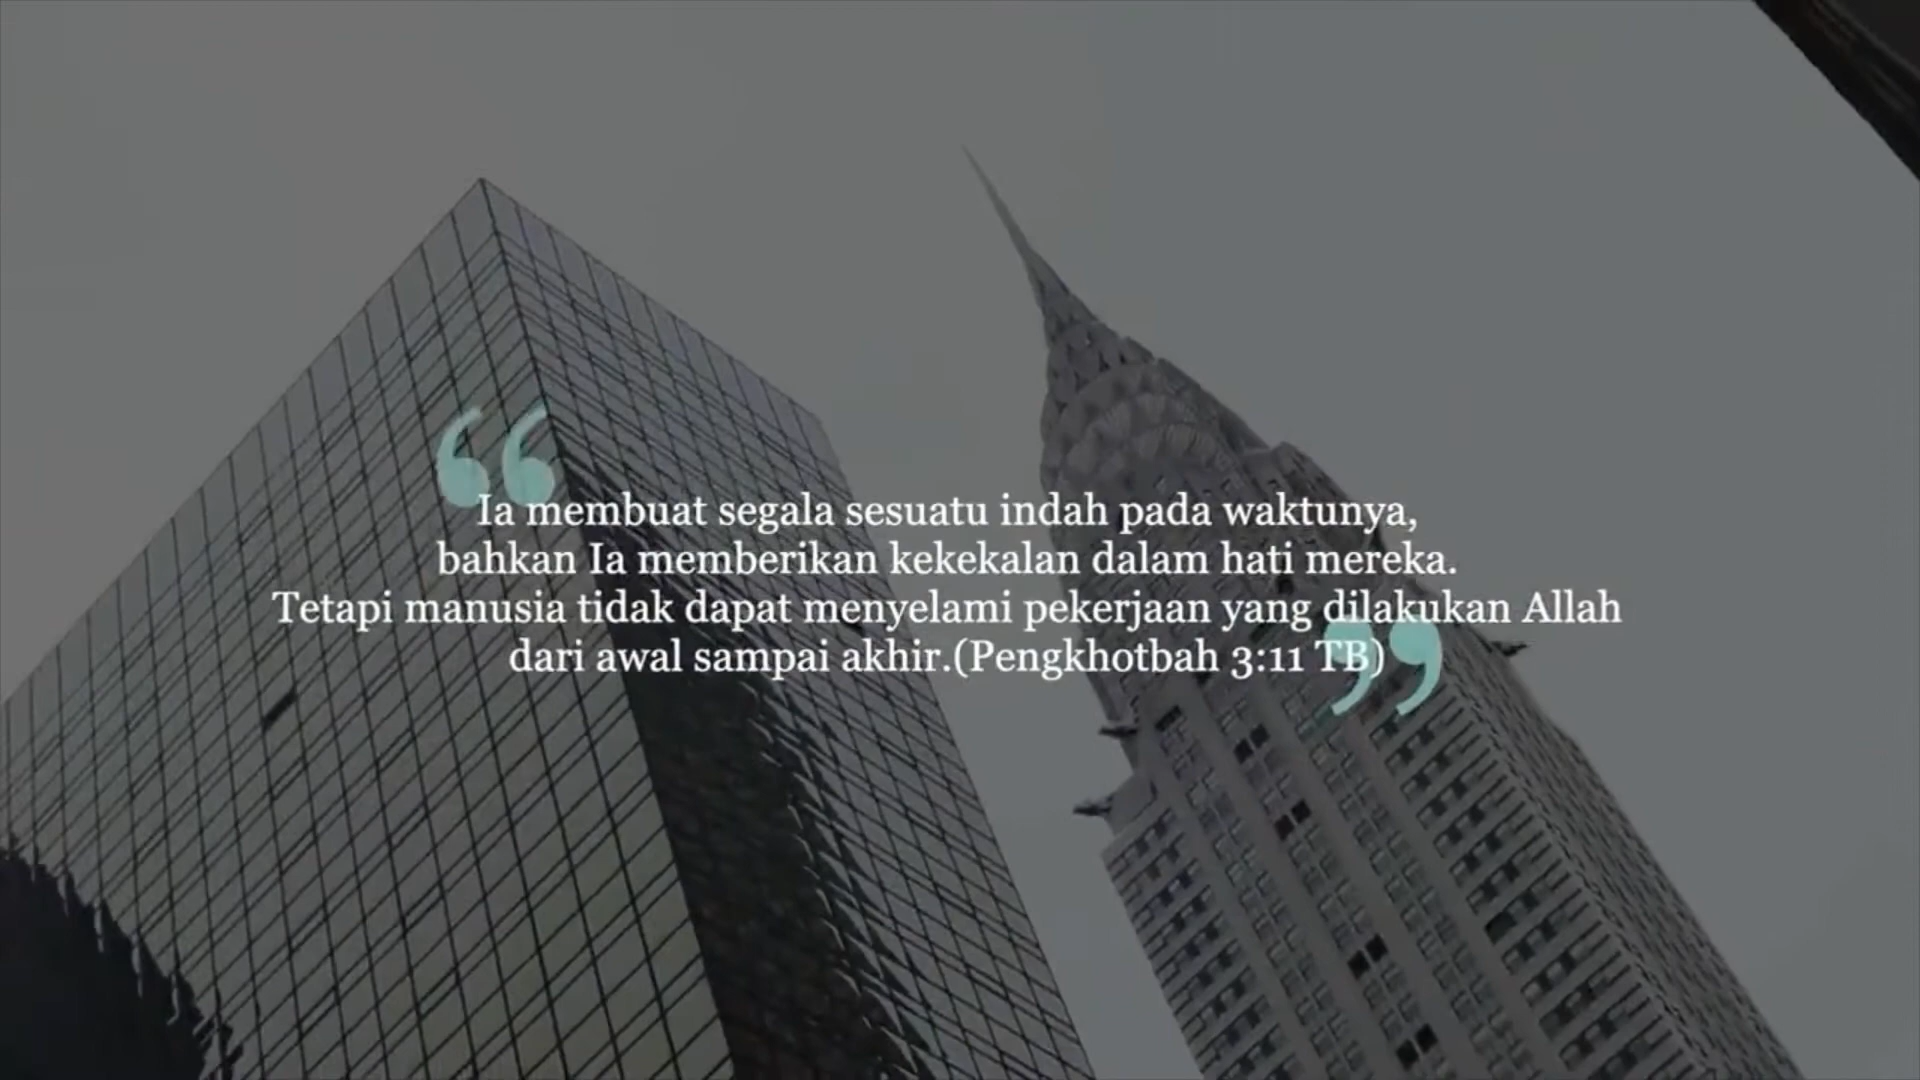 “Ia membuat segala sesuatu indah pada waktunya,
bahkan Ia memberikan kekekalan dalam hati mereka.
Tetapi manusia tidak dapat menyelami pekerjaan yang dilakukan Allah
dari awal sampai akhir.(Pengkhotbah 3:11 TB)”